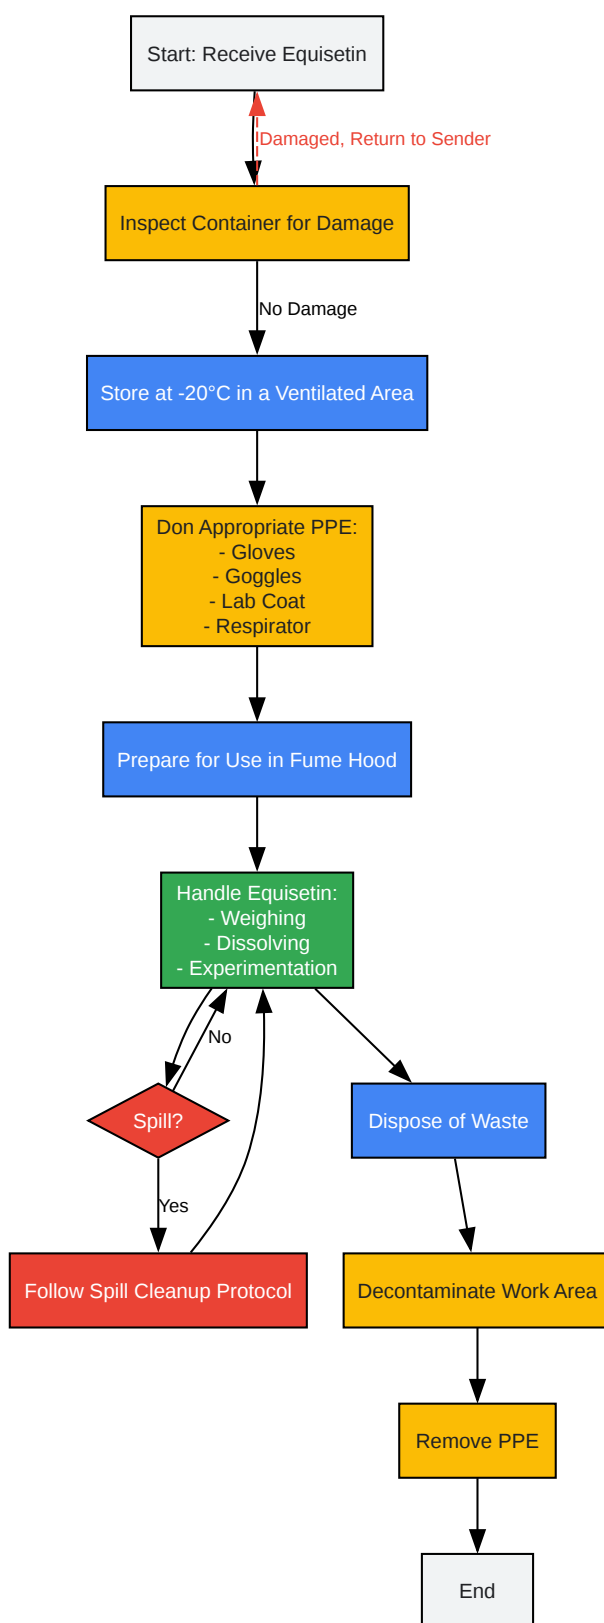 Start: Receive Equisetin
Damaged, Return to Sender
Inspect Container for Damage
No Damage
Store at -20°C in a Ventilated Area
Don Appropriate PPE:
- Gloves
- Goggles
- Lab Coat
- Respirator
Prepare for Use in Fume Hood
Handle Equisetin:
- Weighing
- Dissolving
- Experimentation
No
Spill?
Dispose of Waste
Yes
Follow Spill Cleanup Protocol
Decontaminate Work Area
Remove PPE
End